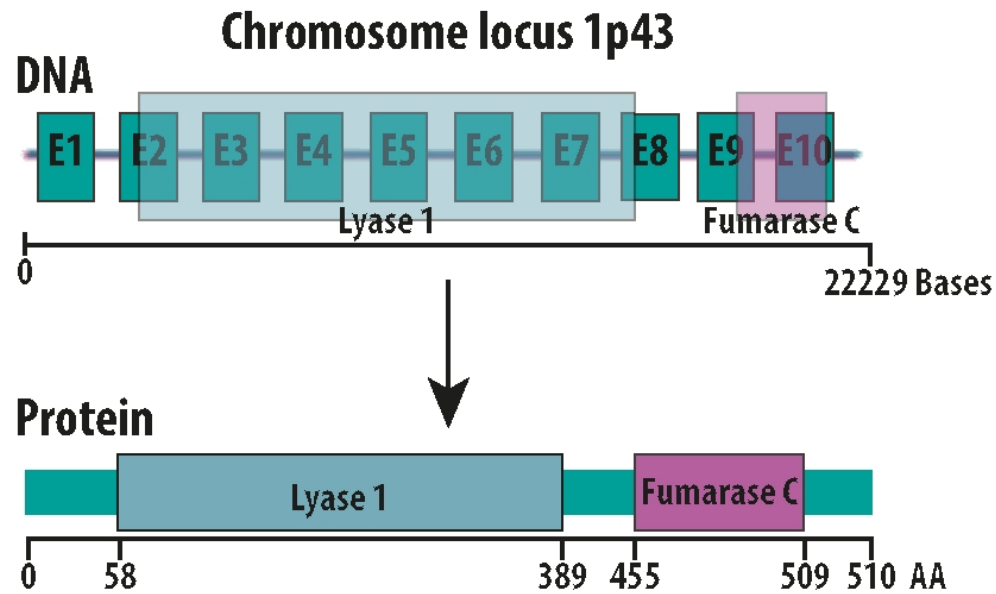 Chromosome locus 1p43
DNA
E1 E2 E3 E4 E5 E6 E7 E8 E9 E10
Lyase 1 Fumarase C
0 22229 Bases
Protein
Lyase 1 Fumarase C
0 58 389 455 509 510 AA